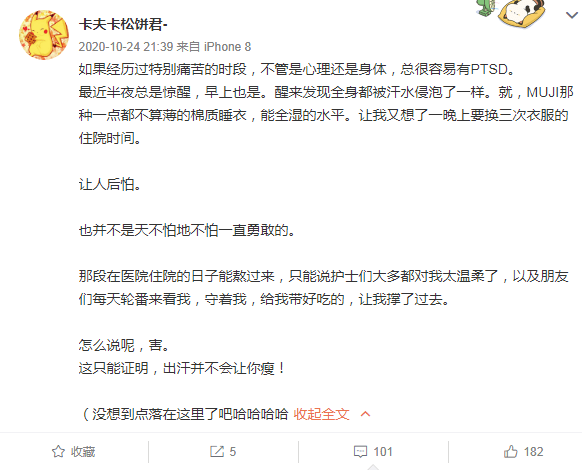 卡夫卡松饼君-
2020-10-24 21:39 来自 iPhone 8
如果经历过特别痛苦的时段，不管是心理还是身体，总很容易有PTSD。
最近半夜总是惊醒，早上也是。醒来发现全身都被汗水侵泡了一样。就，MUJI那
种一点都不算薄的棉质睡衣，能全湿的水平。让我又想了一晚上要换三次衣服的
住院时间。
让人后怕。
也并不是天不怕地不怕一直勇敢的。
那段在医院住院的日子能熬过来，只能说护士们大多都对我太温柔了，以及朋友
们每天轮番来看我，守着我，给我带好吃的，让我撑了过去。
怎么说呢，害。
这只能证明，出汗并不会让你瘦！
（没想到点落在这里了吧哈哈哈哈 收起全文
收藏 5 101 182